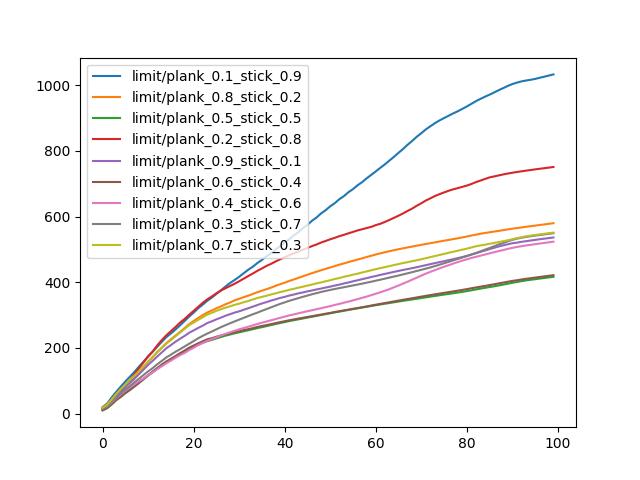 limit/plank_0.1_stick_0.9
limit/plank_0.8_stick_0.2
limit/plank_0.5_stick_0.5
limit/plank_0.2_stick_0.8
limit/plank_0.9_stick_0.1
limit/plank_0.6_stick_0.4
limit/plank_0.4_stick_0.6
limit/plank_0.3_stick_0.7
limit/plank_0.7_stick_0.3
1000
800
600
400
200
0
0 20 40 60 80 100